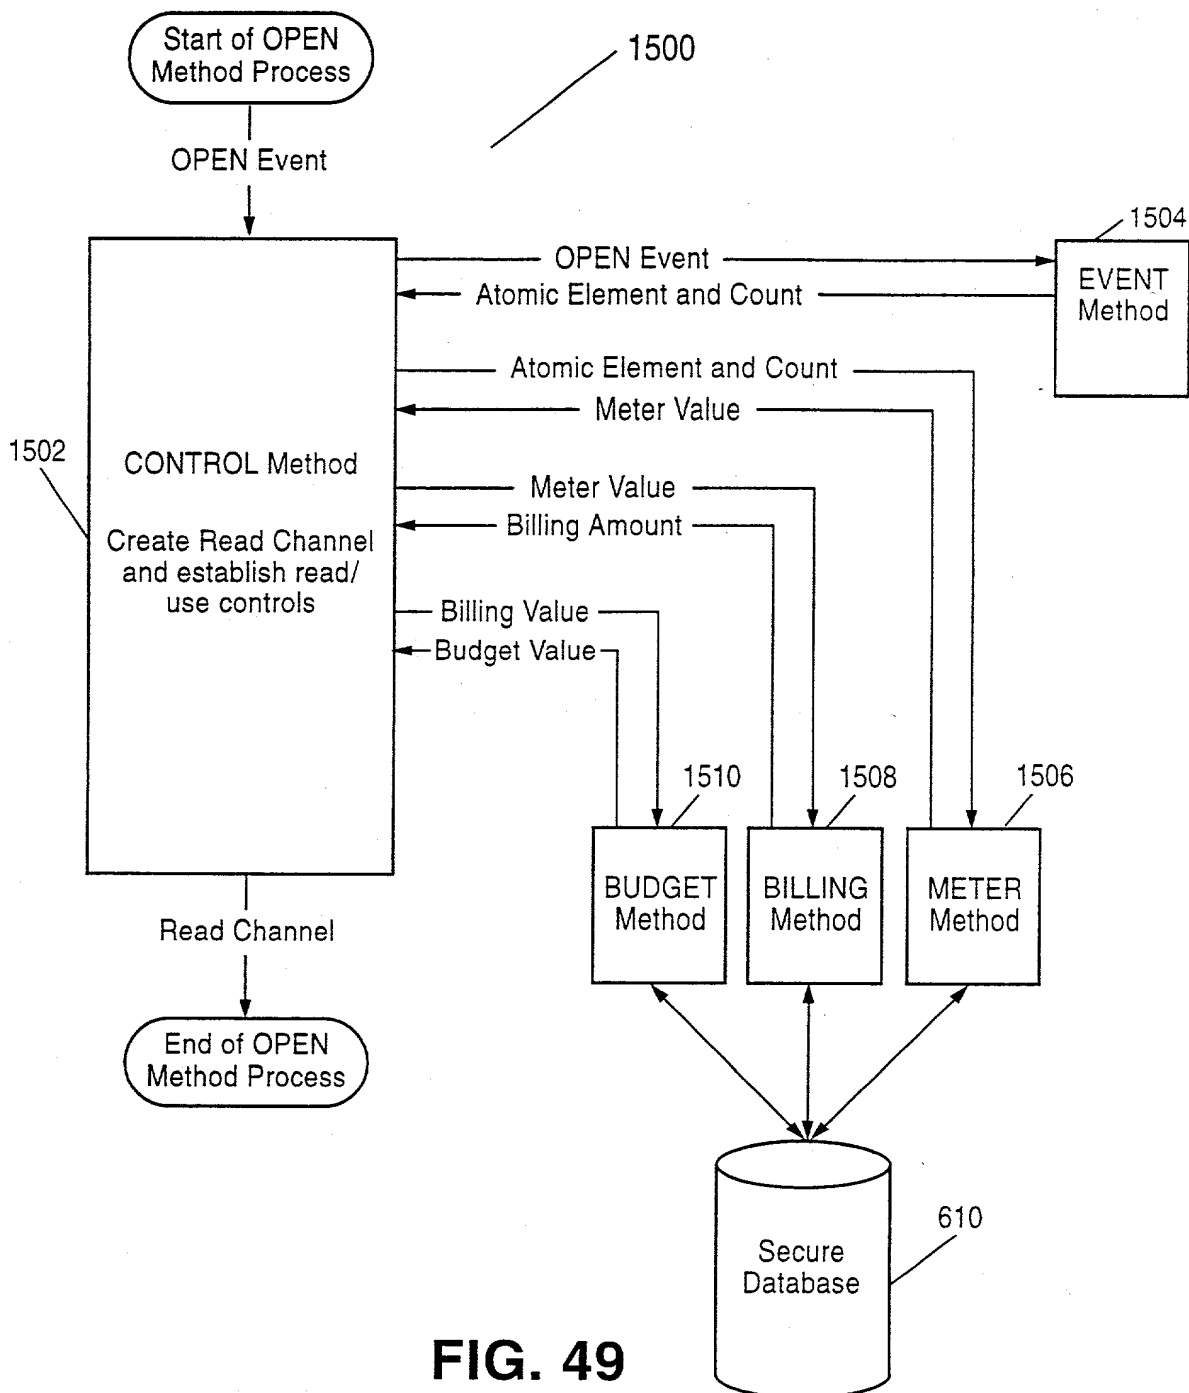 Start of OPEN
Method Process
1500
OPEN Event
1504
OPEN Event
EVENT
Method
Atomic Element and Count
Atomic Element and Count
Meter Value
1502
CONTROL Method
Create Read Channel
and establish read/
use controls
Meter Value
Billing Amount
Billing Value
Budget Value
1510
1508
1506
BUDGET
Method
BILLING
Method
METER
Method
Read Channel
End of OPEN
Method Process
610
Secure
Database
FIG. 49